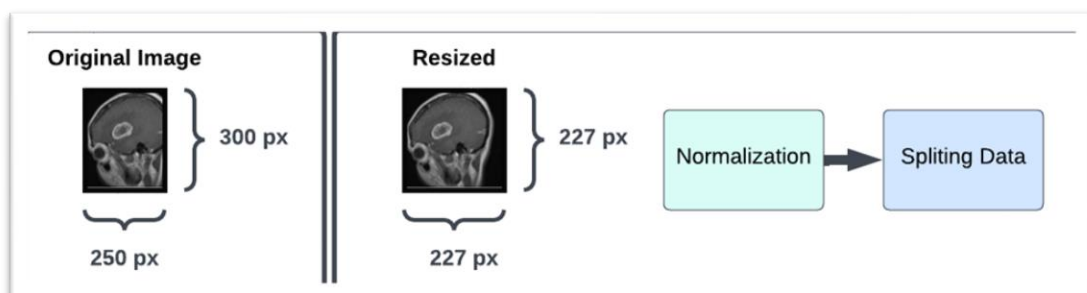 Original Image
300 px
250 px
Resized
227 px
227 px
Normalization
Spliting Data